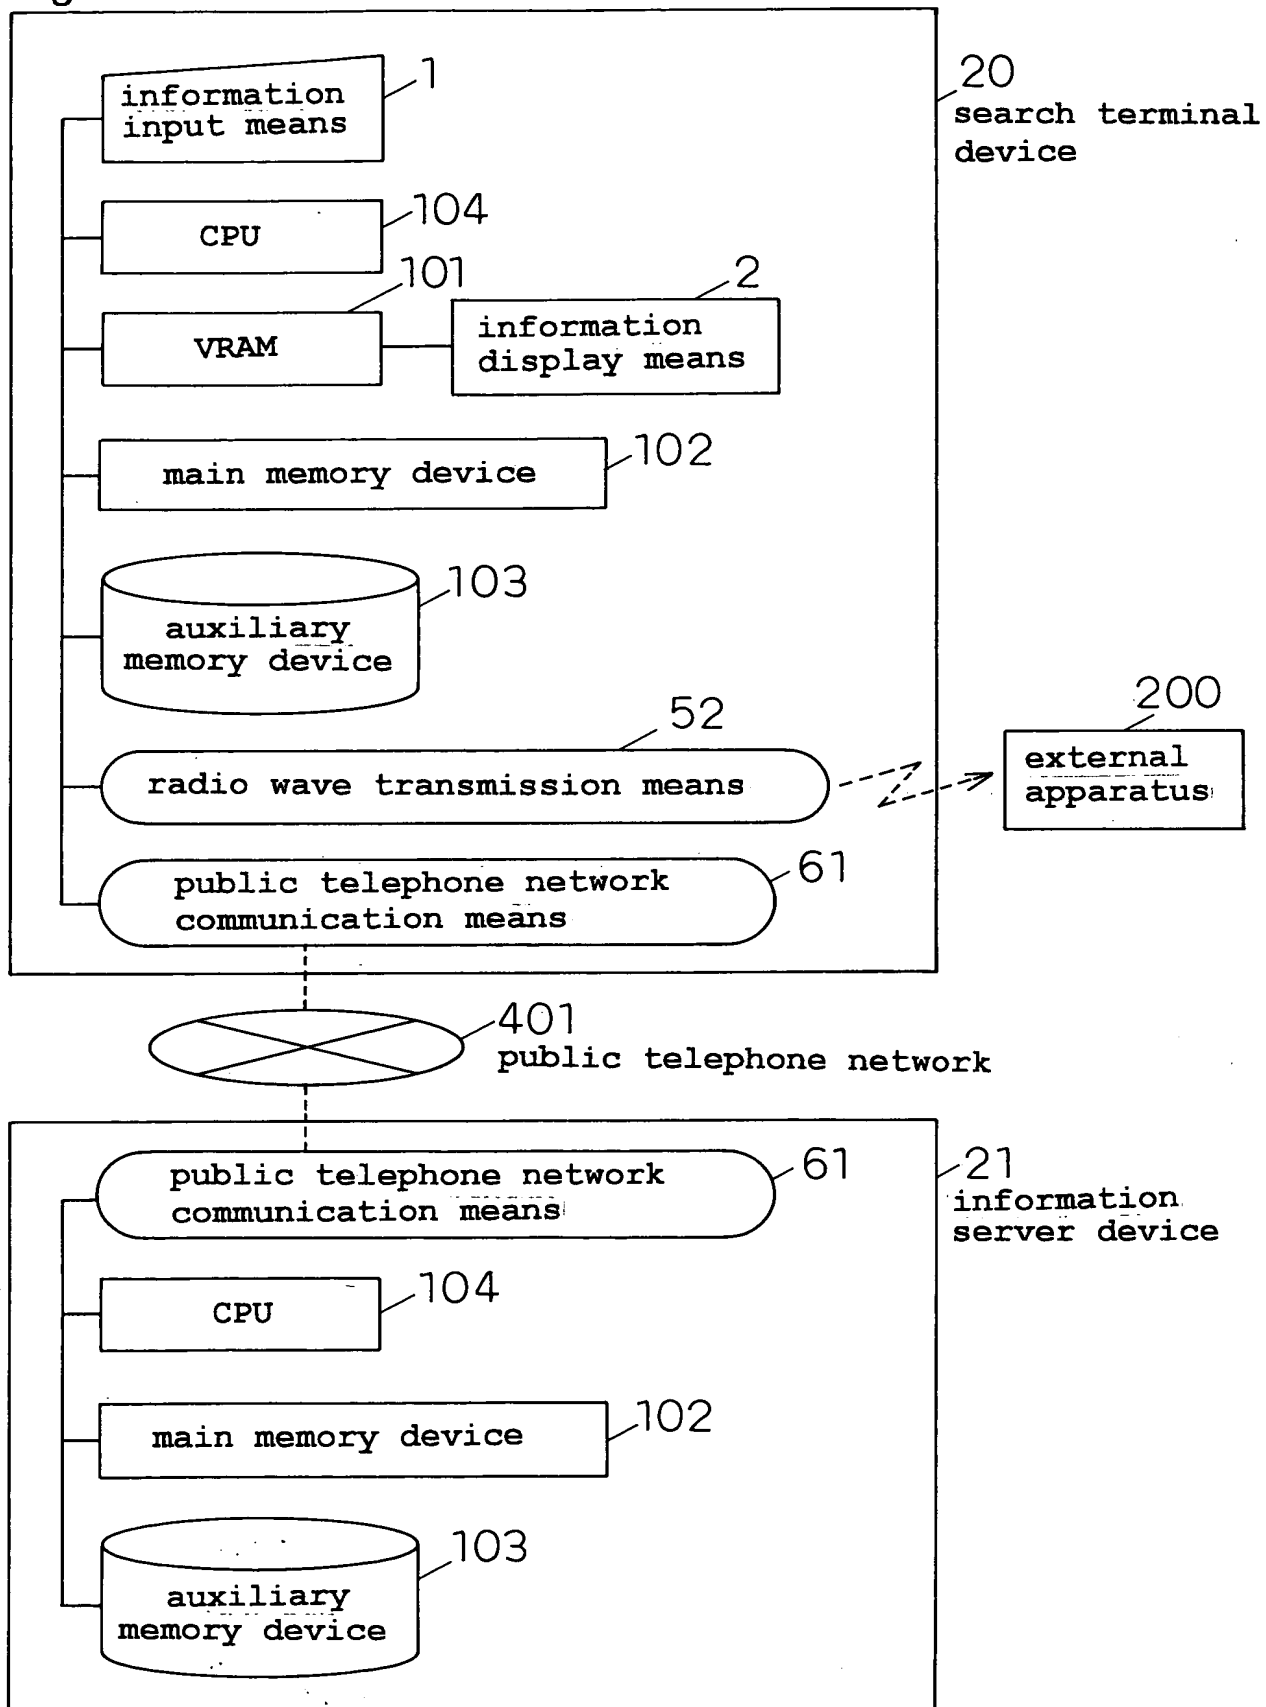 1
information
input means
20
search terminal
device
104
CPU
101
VRAM
2
information
display means
102
main memory device
103
auxiliary
memory device
52
radio wave transmission means
200
external
apparatus
61
public telephone network
communication means
401
public telephone network
61
public telephone network
communication means
21
information
server device
104
CPU
102
main memory device
103
auxiliary
memory device